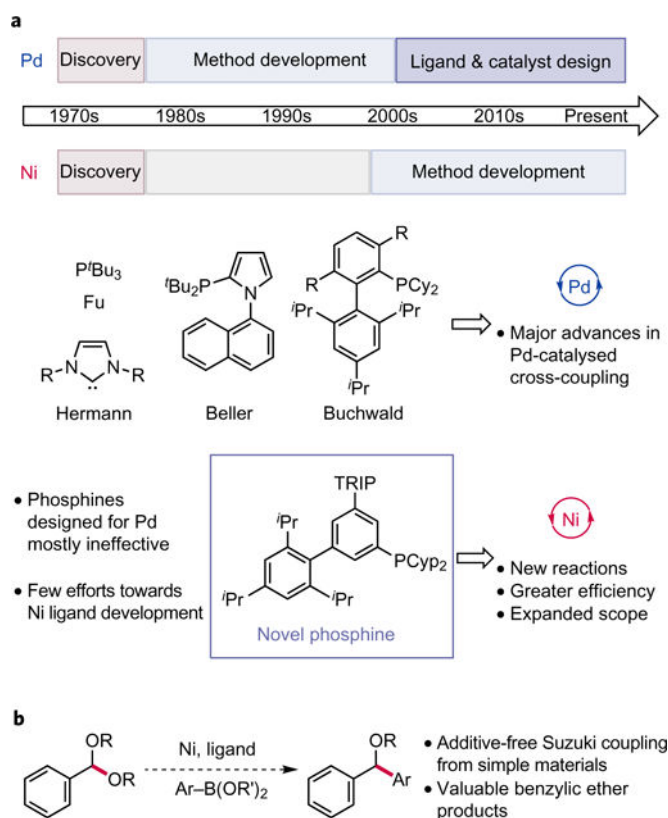 a
Pd Discovery Method development Ligand & catalyst design
1970s 1980s 1990s 2000s 2010s Present
Ni Discovery Method development
PᵗBu₃
Fu
R N N R
Hermann
ᵗBu₂P N
Beller
R R PCy₂ ⁱPr ⁱPr ⁱPr
Buchwald
Pd
• Major advances in
Pd-catalysed
cross-coupling
• Phosphines
designed for Pd
mostly ineffective
• Few efforts towards
Ni ligand development
TRIP
ⁱPr
PCyp₂
ⁱPr ⁱPr
Novel phosphine
Ni
• New reactions
• Greater efficiency
• Expanded scope
b
OR
OR
Ni, ligand
Ar–B(OR')₂
OR
Ar
• Additive-free Suzuki coupling
from simple materials
• Valuable benzylic ether
products